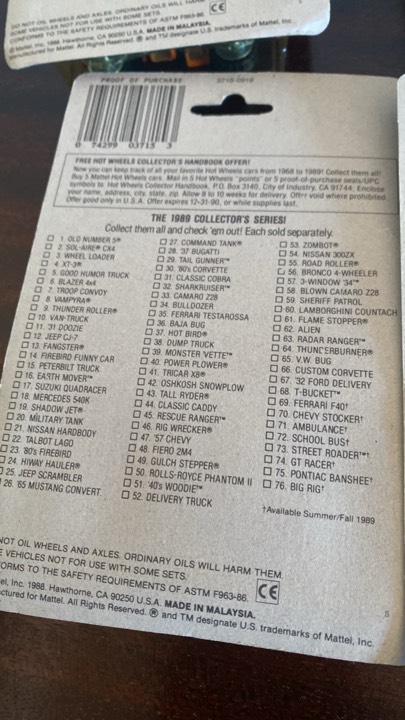 DO NOT OIL WHEELS AND AXLES. ORDINARY OILS WILL HARM
SOME VEHICLES NOT FOR USE WITH SOME SETS.
CONFORMS TO THE SAFETY REQUIREMENTS OF ASTM F963-86. CE
Mattel, Inc. 1988. Hawthorne, CA 90250 U.S.A. MADE IN MALAYSIA.
Manufactured for Mattel. All Rights Reserved. ® and TM designate U.S. trademarks of Mattel, Inc.
PROOF OF PURCHASE
0 74299 03715 3
FREE HOT WHEELS COLLECTOR'S HANDBOOK OFFER!
Now you can keep track of all your favorite Hot Wheels cars from 1968 to 1989! Collect them all!
Buy 5 Mattel Hot Wheels cars. Mail in 5 Hot Wheels "points" or 5 proof-of-purchase seals/UPC
symbols to: Hot Wheels Collector Handbook, P.O. Box 3140, City of Industry, CA 91744. Enclose
your name, address, city, state, zip. Allow 8 to 10 weeks for delivery. Offer void where prohibited.
Offer good only in U.S.A. Offer expires 12-31-90, or while supplies last.
THE 1989 COLLECTOR'S SERIES!
Collect them all and check 'em out! Each sold separately.
1. OLD NUMBER 5®
2. SOL-AIRE® CX4
3. WHEEL LOADER
4. XT-3®
5. GOOD HUMOR TRUCK
6. BLAZER 4x4
7. TROOP CONVOY
8. VAMPYRA®
9. THUNDER ROLLER®
10. VAN-TRUCK
11. '31 DOOZIE
12. JEEP CJ-7
13. FANGSTER®
14. FIREBIRD FUNNY CAR
15. PETERBILT TRUCK
16. EARTH MOVER™
17. SUZUKI QUADRACER
18. MERCEDES 540K
19. SHADOW JET®
20. MILITARY TANK
21. NISSAN HARDBODY
22. TALBOT LAGO
23. '80's FIREBIRD
24. HIWAY HAULER®
25. JEEP SCRAMBLER
26. '65 MUSTANG CONVERT.
27. COMMAND TANK®
28. '37 BUGATTI
29. TAIL GUNNER™
30. '80's CORVETTE
31. CLASSIC COBRA
32. SHARKRUISER™
33. CAMARO Z28
34. BULLDOZER
35. FERRARI TESTAROSSA
36. BAJA BUG
37. HOT BIRD®
38. DUMP TRUCK
39. MONSTER VETTE™
40. POWER PLOWER®
41. TRICAR X8®
42. OSHKOSH SNOWPLOW
43. TALL RYDER®
44. CLASSIC CADDY
45. RESCUE RANGER™
46. RIG WRECKER®
47. '57 CHEVY
48. FIERO 2M4
49. GULCH STEPPER®
50. ROLLS-ROYCE PHANTOM II
51. '40's WOODIE™
52. DELIVERY TRUCK
53. ZOMBOT®
54. NISSAN 300ZX
55. ROAD ROLLER®
56. BRONCO 4-WHEELER
57. 3-WINDOW '34™
58. BLOWN CAMARO Z28
59. SHERIFF PATROL
60. LAMBORGHINI COUNTACH
61. FLAME STOPPER®
62. ALIEN
63. RADAR RANGER™
64. THUNDERBURNER®
65. V.W. BUG
66. CUSTOM CORVETTE
67. '32 FORD DELIVERY
68. T-BUCKET™
69. FERRARI F40†
70. CHEVY STOCKER†
71. AMBULANCE†
72. SCHOOL BUS†
73. STREET ROADER™†
74. GT RACER†
75. PONTIAC BANSHEE†
76. BIG RIG†
†Available Summer/Fall 1989
NOT OIL WHEELS AND AXLES. ORDINARY OILS WILL HARM THEM.
VEHICLES NOT FOR USE WITH SOME SETS.
ORMS TO THE SAFETY REQUIREMENTS OF ASTM F963-86. CE
el, Inc. 1988. Hawthorne, CA 90250 U.S.A. MADE IN MALAYSIA.
ctured for Mattel. All Rights Reserved. ® and TM designate U.S. trademarks of Mattel, Inc.